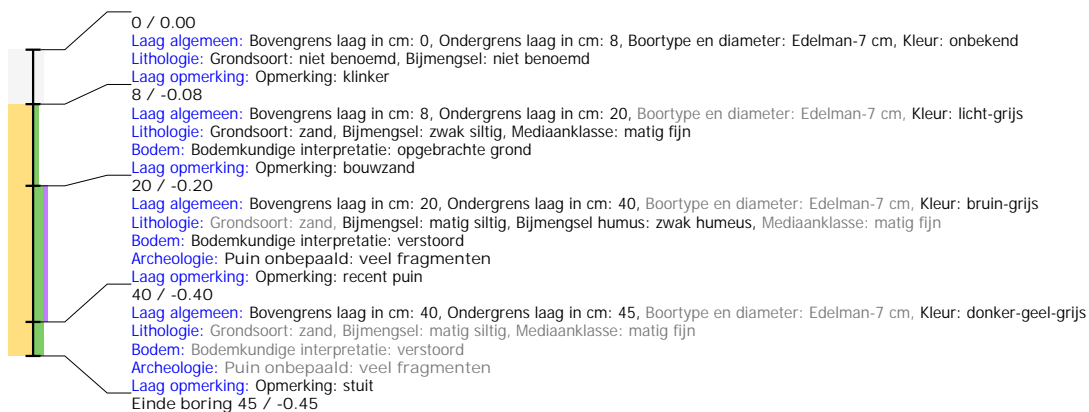 0 / 0.00
Laag algemeen: Bovengrens laag in cm: 0, Ondergrens laag in cm: 8, Boortype en diameter: Edelman-7 cm, Kleur: onbekend
Lithologie: Grondsoort: niet benoemd, Bijmengsel: niet benoemd
Laag opmerking: Opmerking: klinker
8 / -0.08
Laag algemeen: Bovengrens laag in cm: 8, Ondergrens laag in cm: 20, Boortype en diameter: Edelman-7 cm, Kleur: licht-grijs
Lithologie: Grondsoort: zand, Bijmengsel: zwak siltig, Mediaanklasse: matig fijn
Bodem: Bodemkundige interpretatie: opgebrachte grond
Laag opmerking: Opmerking: bouwzand
20 / -0.20
Laag algemeen: Bovengrens laag in cm: 20, Ondergrens laag in cm: 40, Boortype en diameter: Edelman-7 cm, Kleur: bruin-grijs
Lithologie: Grondsoort: zand, Bijmengsel: matig siltig, Bijmengsel humus: zwak humeus, Mediaanklasse: matig fijn
Bodem: Bodemkundige interpretatie: verstoord
Archeologie: Puin onbepaald: veel fragmenten
Laag opmerking: Opmerking: recent puin
40 / -0.40
Laag algemeen: Bovengrens laag in cm: 40, Ondergrens laag in cm: 45, Boortype en diameter: Edelman-7 cm, Kleur: donker-geel-grijs
Lithologie: Grondsoort: zand, Bijmengsel: matig siltig, Mediaanklasse: matig fijn
Bodem: Bodemkundige interpretatie: verstoord
Archeologie: Puin onbepaald: veel fragmenten
Laag opmerking: Opmerking: stuit
Einde boring 45 / -0.45